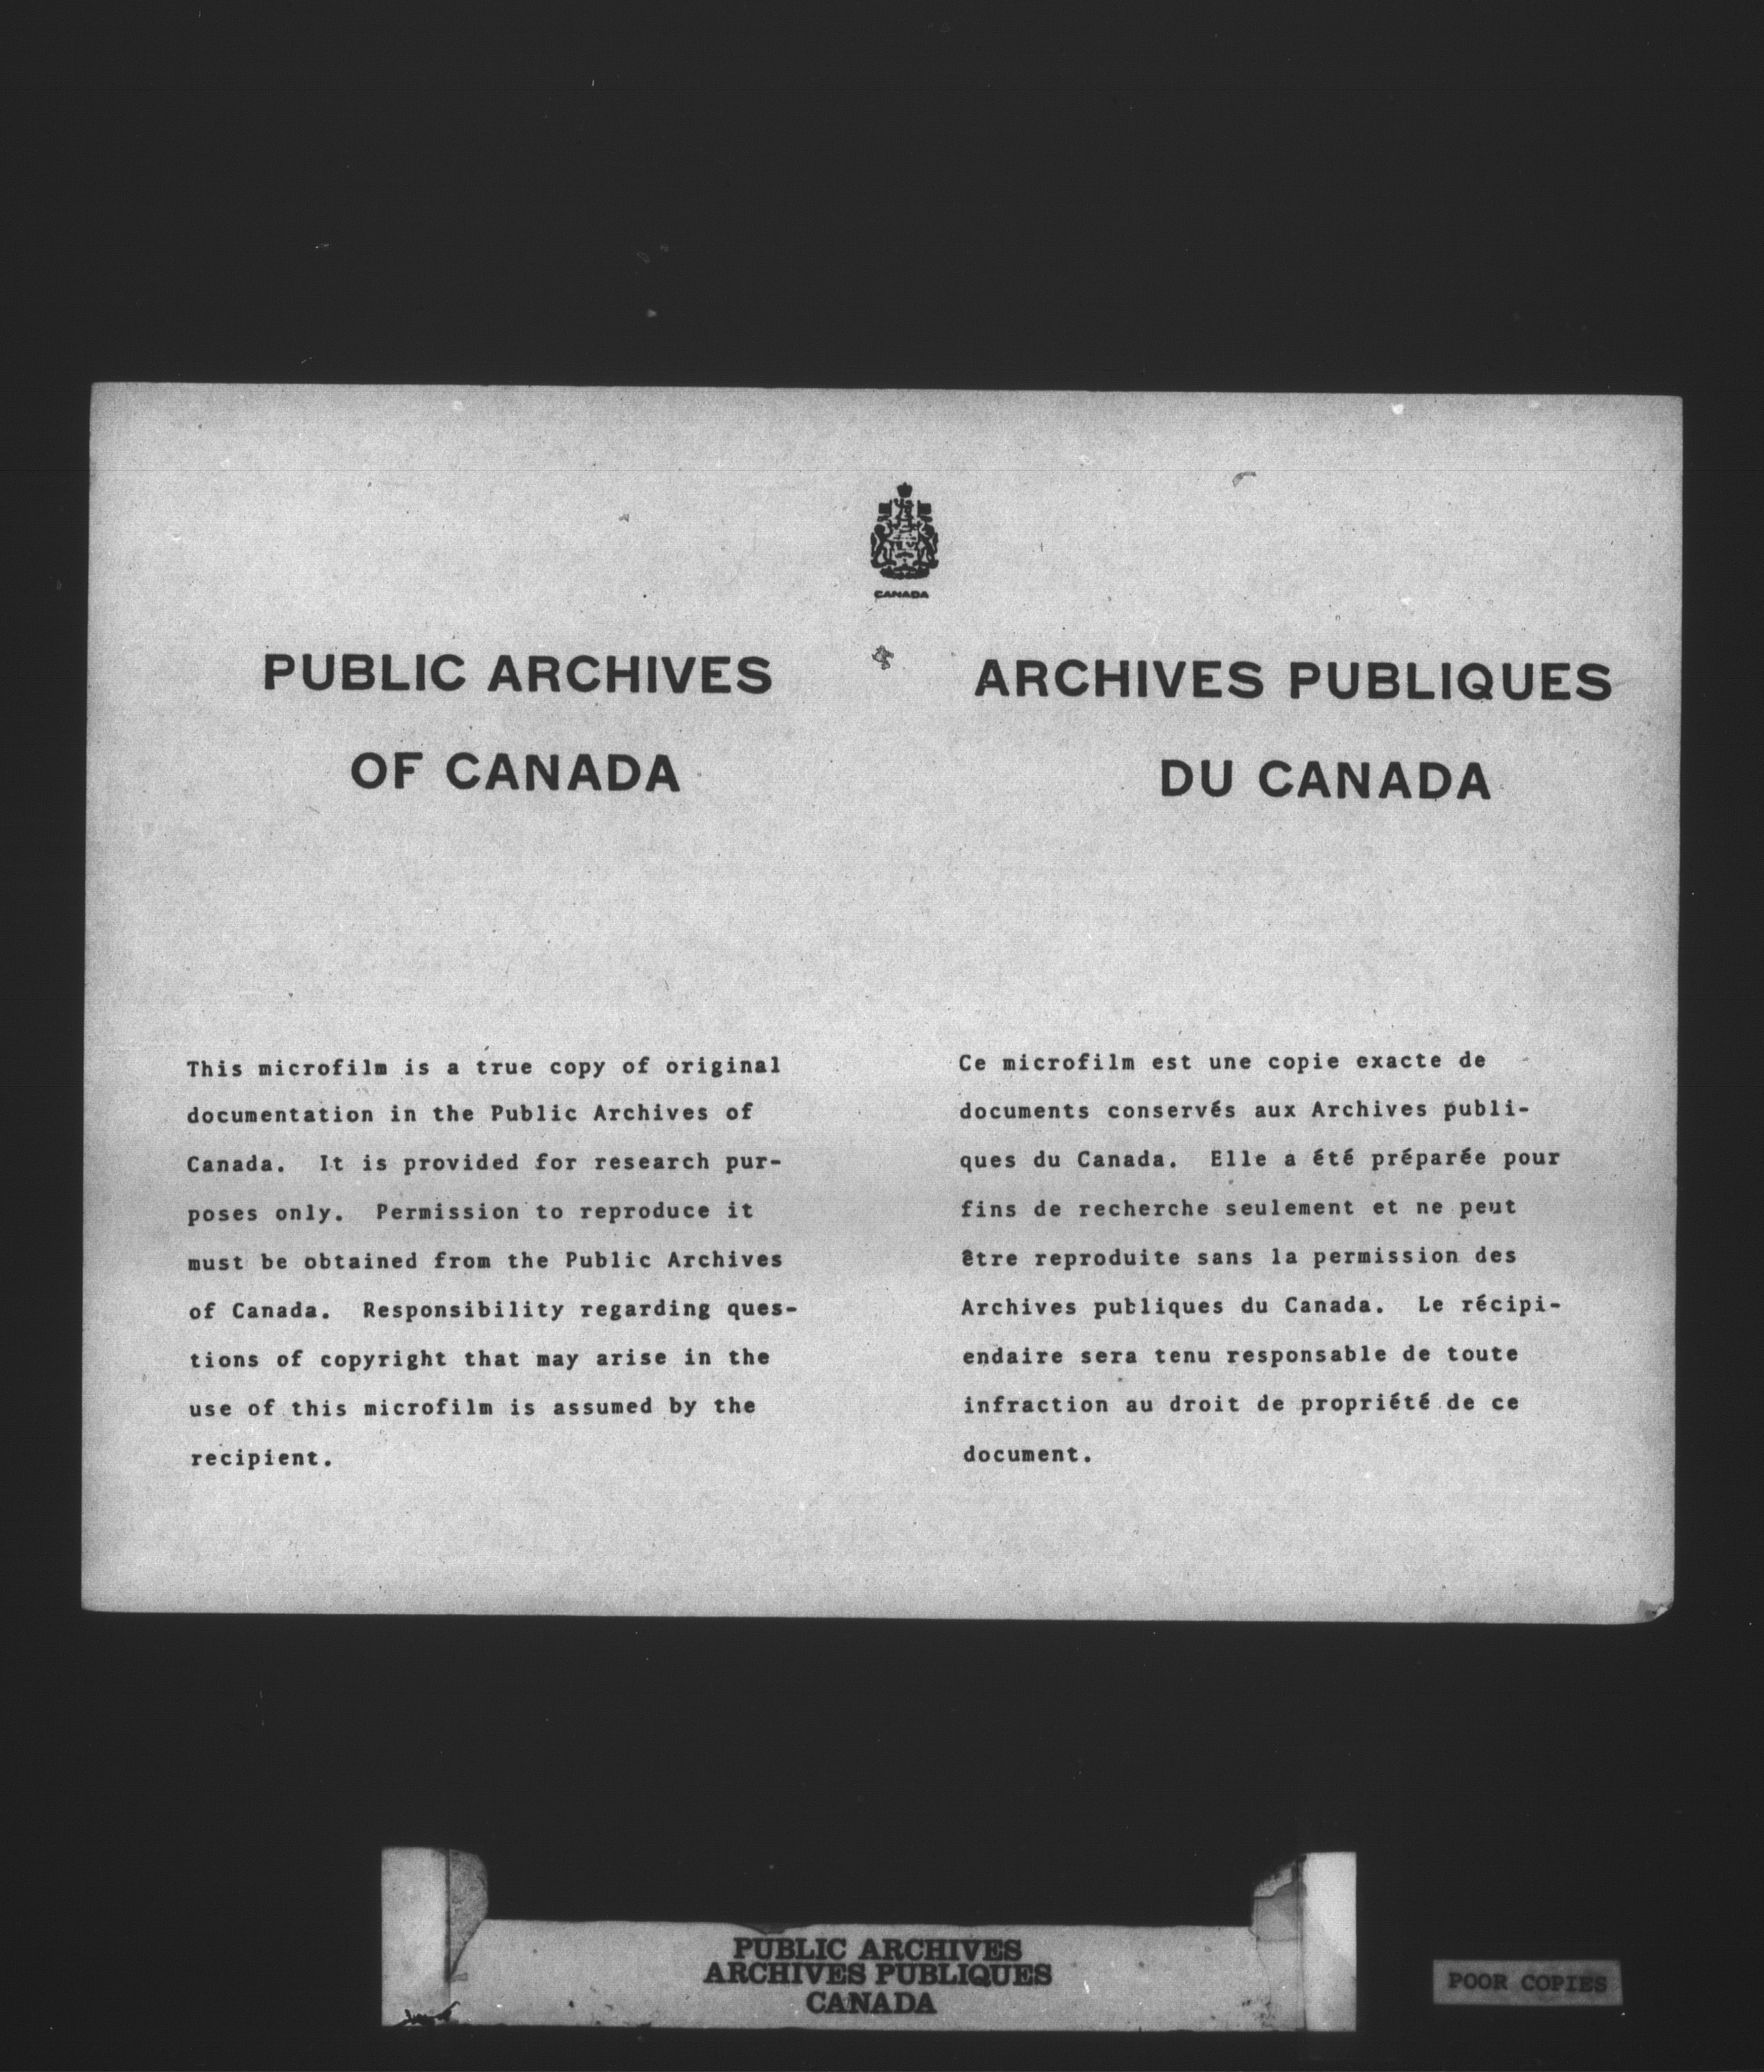 CANADA
PUBLIC ARCHIVES
OF CANADA
This microfilm is a true copy of original
documentation in the Public Archives of
Canada. It is provided for research pur-
poses only. Permission to reproduce it
must be obtained from the Public Archives
of Canada. Responsibility regarding ques-
tions of copyright that may arise in the
use of this microfilm is assumed by the
recipient.
ARCHIVES PUBLIQUES
DU CANADA
Ce microfilm est une copie exacte de
documents conservés aux Archives publi-
ques du Canada. Elle a été préparée pour
fins de recherche seulement et ne peut
être reproduite sans la permission des
Archives publiques du Canada. Le récipi-
endaire sera tenu responsable de toute
infraction au droit de propriété de ce
document.
PUBLIC ARCHIVES
ARCHIVES PUBLIQUES
CANADA
POOR COPIES